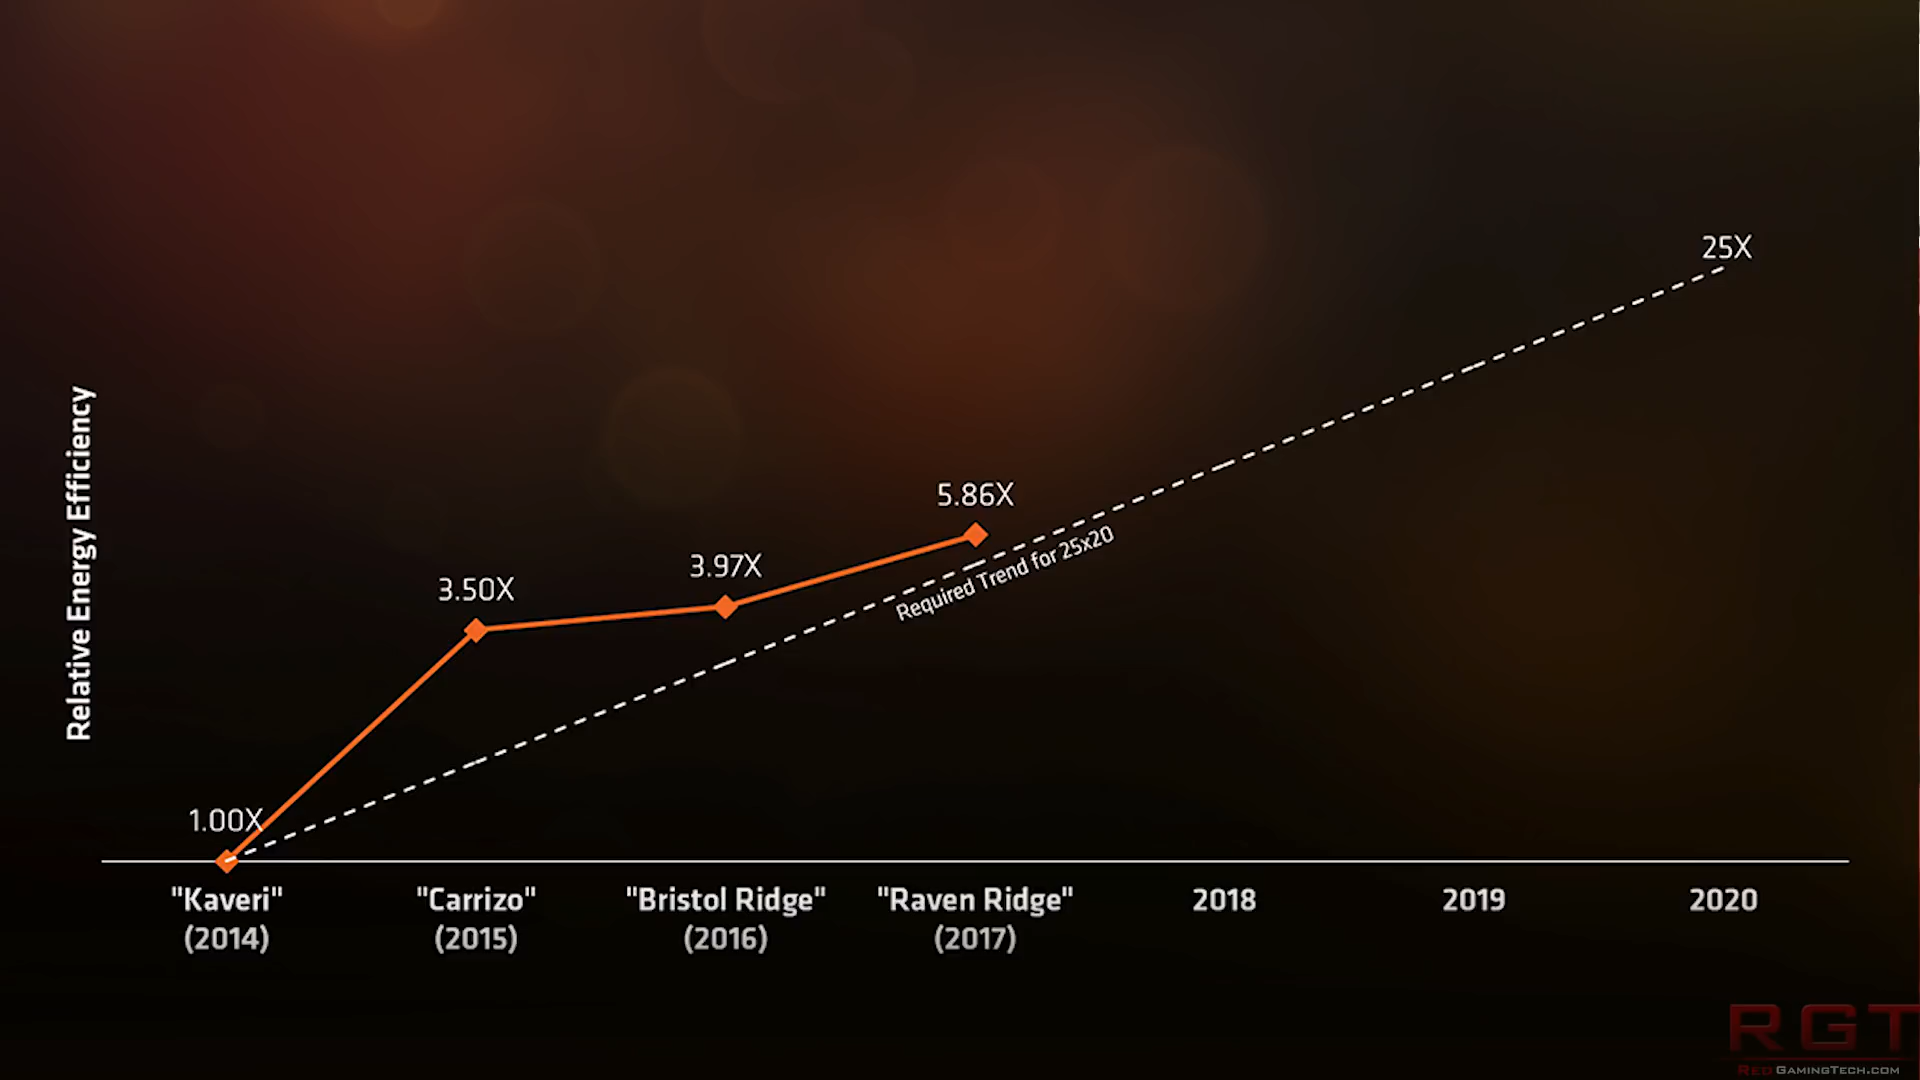 25X
5.86X
3.97X
3.50X
1.00X
Required Trend for 25x20
Relative Energy Efficiency
"Kaveri" "Carrizo" "Bristol Ridge" "Raven Ridge" 2018 2019 2020
(2014) (2015) (2016) (2017)
RGT
REDGAMINGTECH.COM